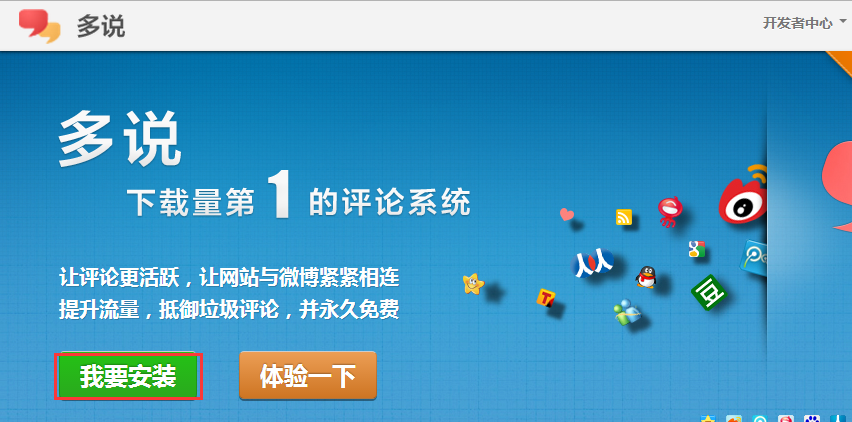 多说
开发者中心
多说
下载量第1的评论系统
让评论更活跃，让网站与微博紧紧相连
提升流量，抵御垃圾评论，并永久免费
我要安装
体验一下
人人
T
豆